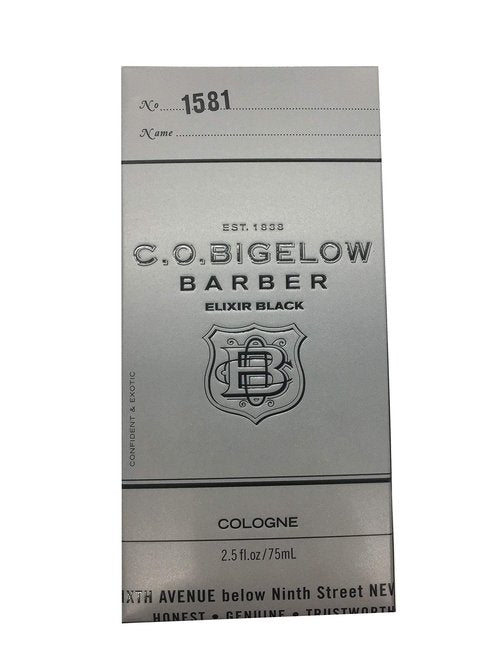 No 1581
Name
EST. 1838
C.O.BIGELOW
BARBER
ELIXIR BLACK
CONFIDENT & EXOTIC
COLOGNE
2.5 fl.oz/75mL
IXTH AVENUE below Ninth Street NEW
HONEST • GENUINE • TRUSTWORTH